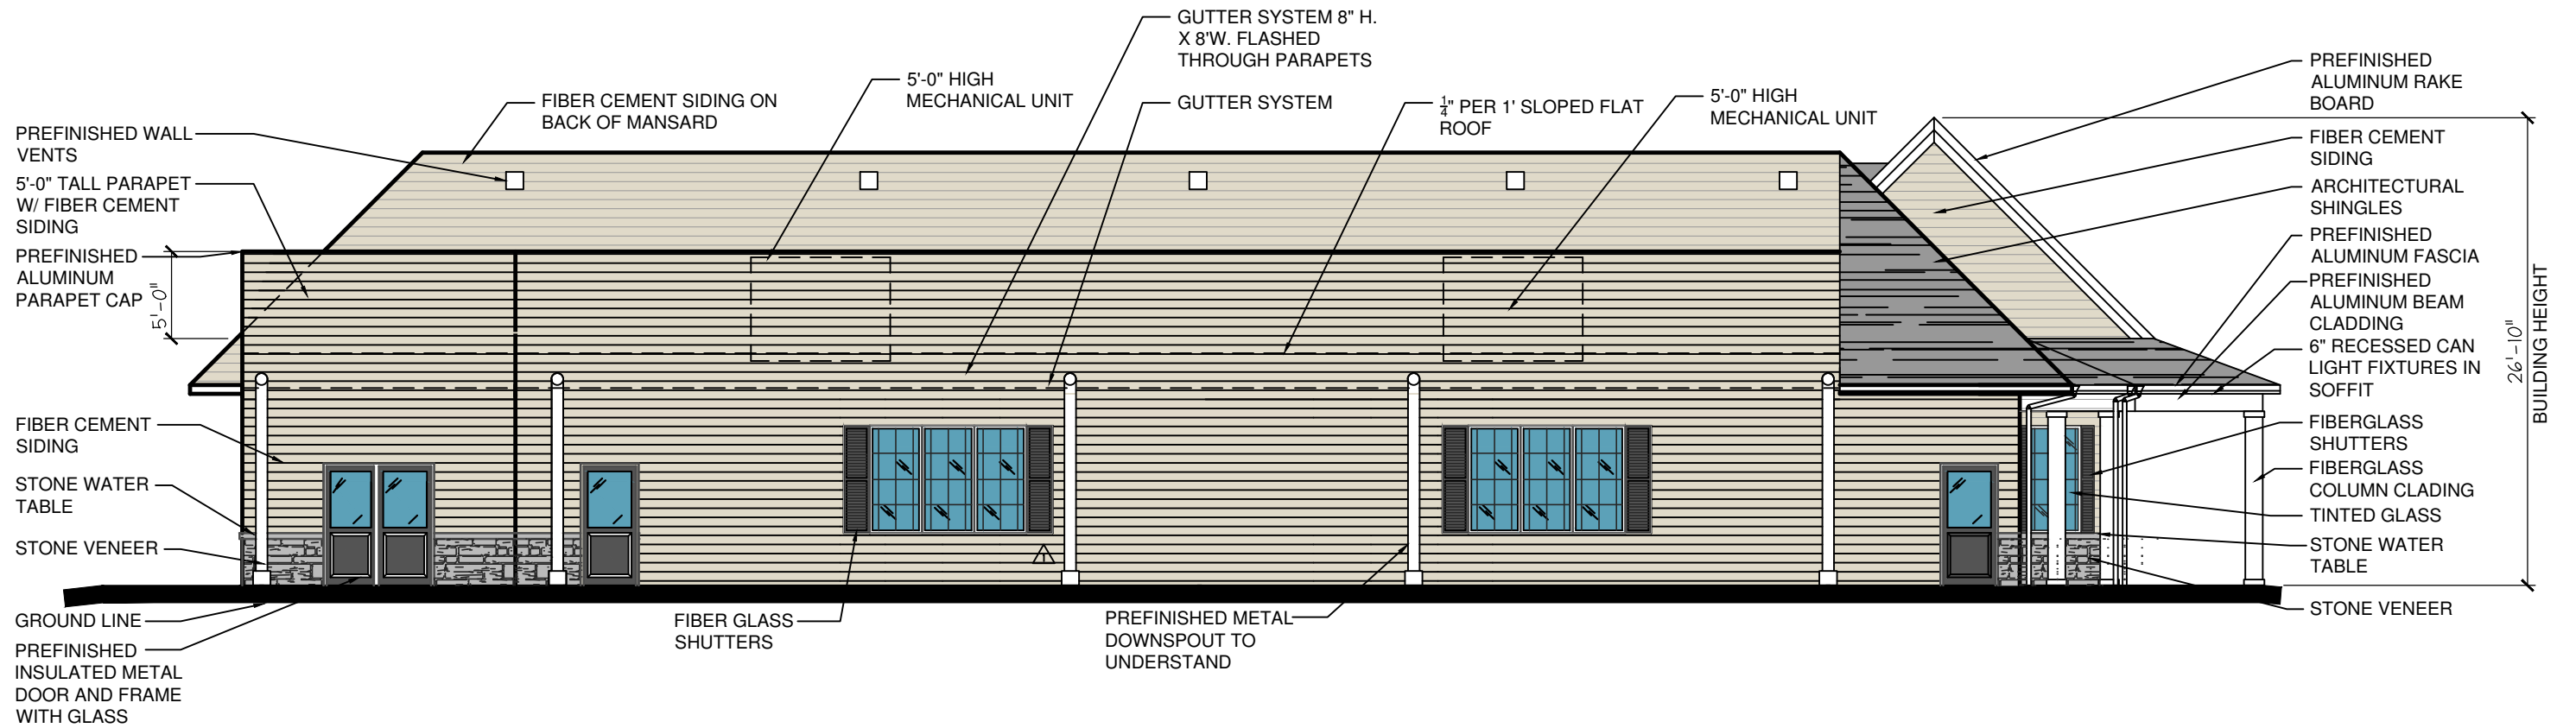 GUTTER SYSTEM 8" H.
X 8'W. FLASHED
THROUGH PARAPETS
5'-0" HIGH
MECHANICAL UNIT
FIBER CEMENT SIDING ON
BACK OF MANSARD
GUTTER SYSTEM
1/4" PER 1' SLOPED FLAT
ROOF
5'-0" HIGH
MECHANICAL UNIT
PREFINISHED WALL
VENTS
5'-0" TALL PARAPET
W/ FIBER CEMENT
SIDING
PREFINISHED
ALUMINUM
PARAPET CAP
5'-0"
FIBER CEMENT
SIDING
STONE WATER
TABLE
STONE VENEER
GROUND LINE
PREFINISHED
INSULATED METAL
DOOR AND FRAME
WITH GLASS
FIBER GLASS
SHUTTERS
1
PREFINISHED METAL
DOWNSPOUT TO
UNDERSTAND
PREFINISHED
ALUMINUM RAKE
BOARD
FIBER CEMENT
SIDING
ARCHITECTURAL
SHINGLES
PREFINISHED
ALUMINUM FASCIA
PREFINISHED
ALUMINUM BEAM
CLADDING
6" RECESSED CAN
LIGHT FIXTURES IN
SOFFIT
FIBERGLASS
SHUTTERS
FIBERGLASS
COLUMN CLADING
TINTED GLASS
STONE WATER
TABLE
STONE VENEER
26'-10"
BUILDING HEIGHT